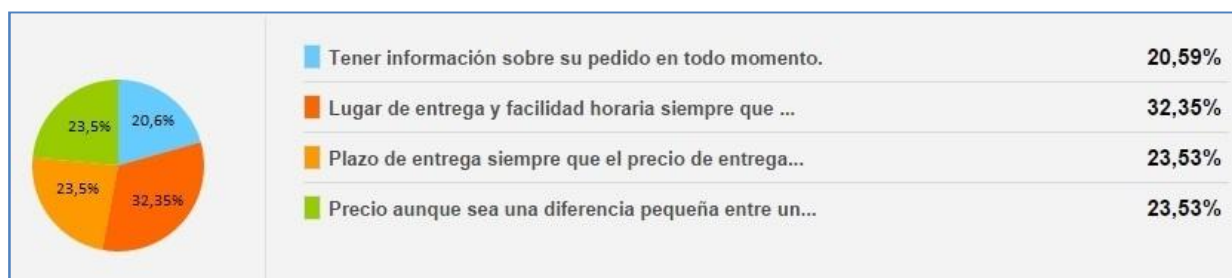 Tener información sobre su pedido en todo momento. 20,59%
Lugar de entrega y facilidad horaria siempre que ... 32,35%
Plazo de entrega siempre que el precio de entrega... 23,53%
Precio aunque sea una diferencia pequeña entre un... 23,53%
23,5% 20,6%
23,5% 32,35%